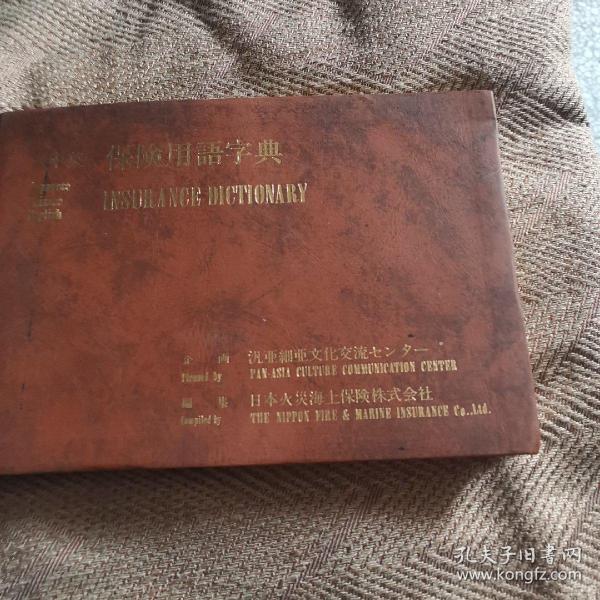 保険用語字典
Japanese
Chinese
English
INSURANCE DICTIONARY
企画 汎亜細亜文化交流センター
Planned by PAN-ASIA CULTURE COMMUNICATION CENTER
編集 日本火災海上保険株式会社
Compiled by THE NIPPON FIRE & MARINE INSURANCE Co., Ltd.
孔夫子旧书网
www.kongfz.com